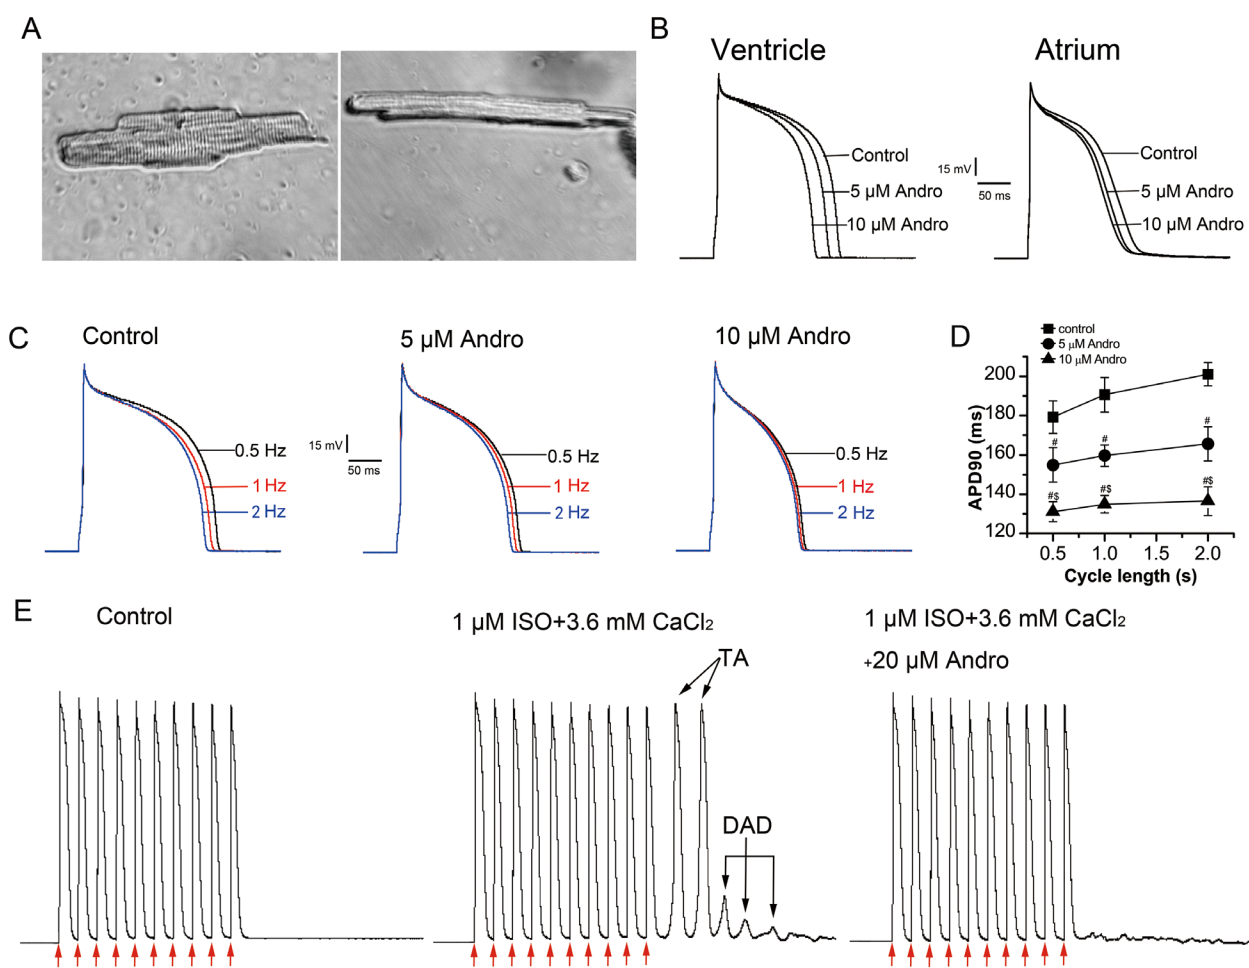 A
B
Ventricle
Atrium
Control
5 μM Andro
10 μM Andro
15 mV
50 ms
Control
5 μM Andro
10 μM Andro
C
Control
5 μM Andro
10 μM Andro
0.5 Hz
1 Hz
2 Hz
15 mV
50 ms
0.5 Hz
1 Hz
2 Hz
0.5 Hz
1 Hz
2 Hz
D
control
5 μM Andro
10 μM Andro
APD90 (ms)
200
180
160
140
120
# # #
#$ #$ #$
0.5 1.0 1.5 2.0
Cycle length (s)
E
Control
1 μM ISO+3.6 mM CaCl₂
TA
DAD
1 μM ISO+3.6 mM CaCl₂
+20 μM Andro